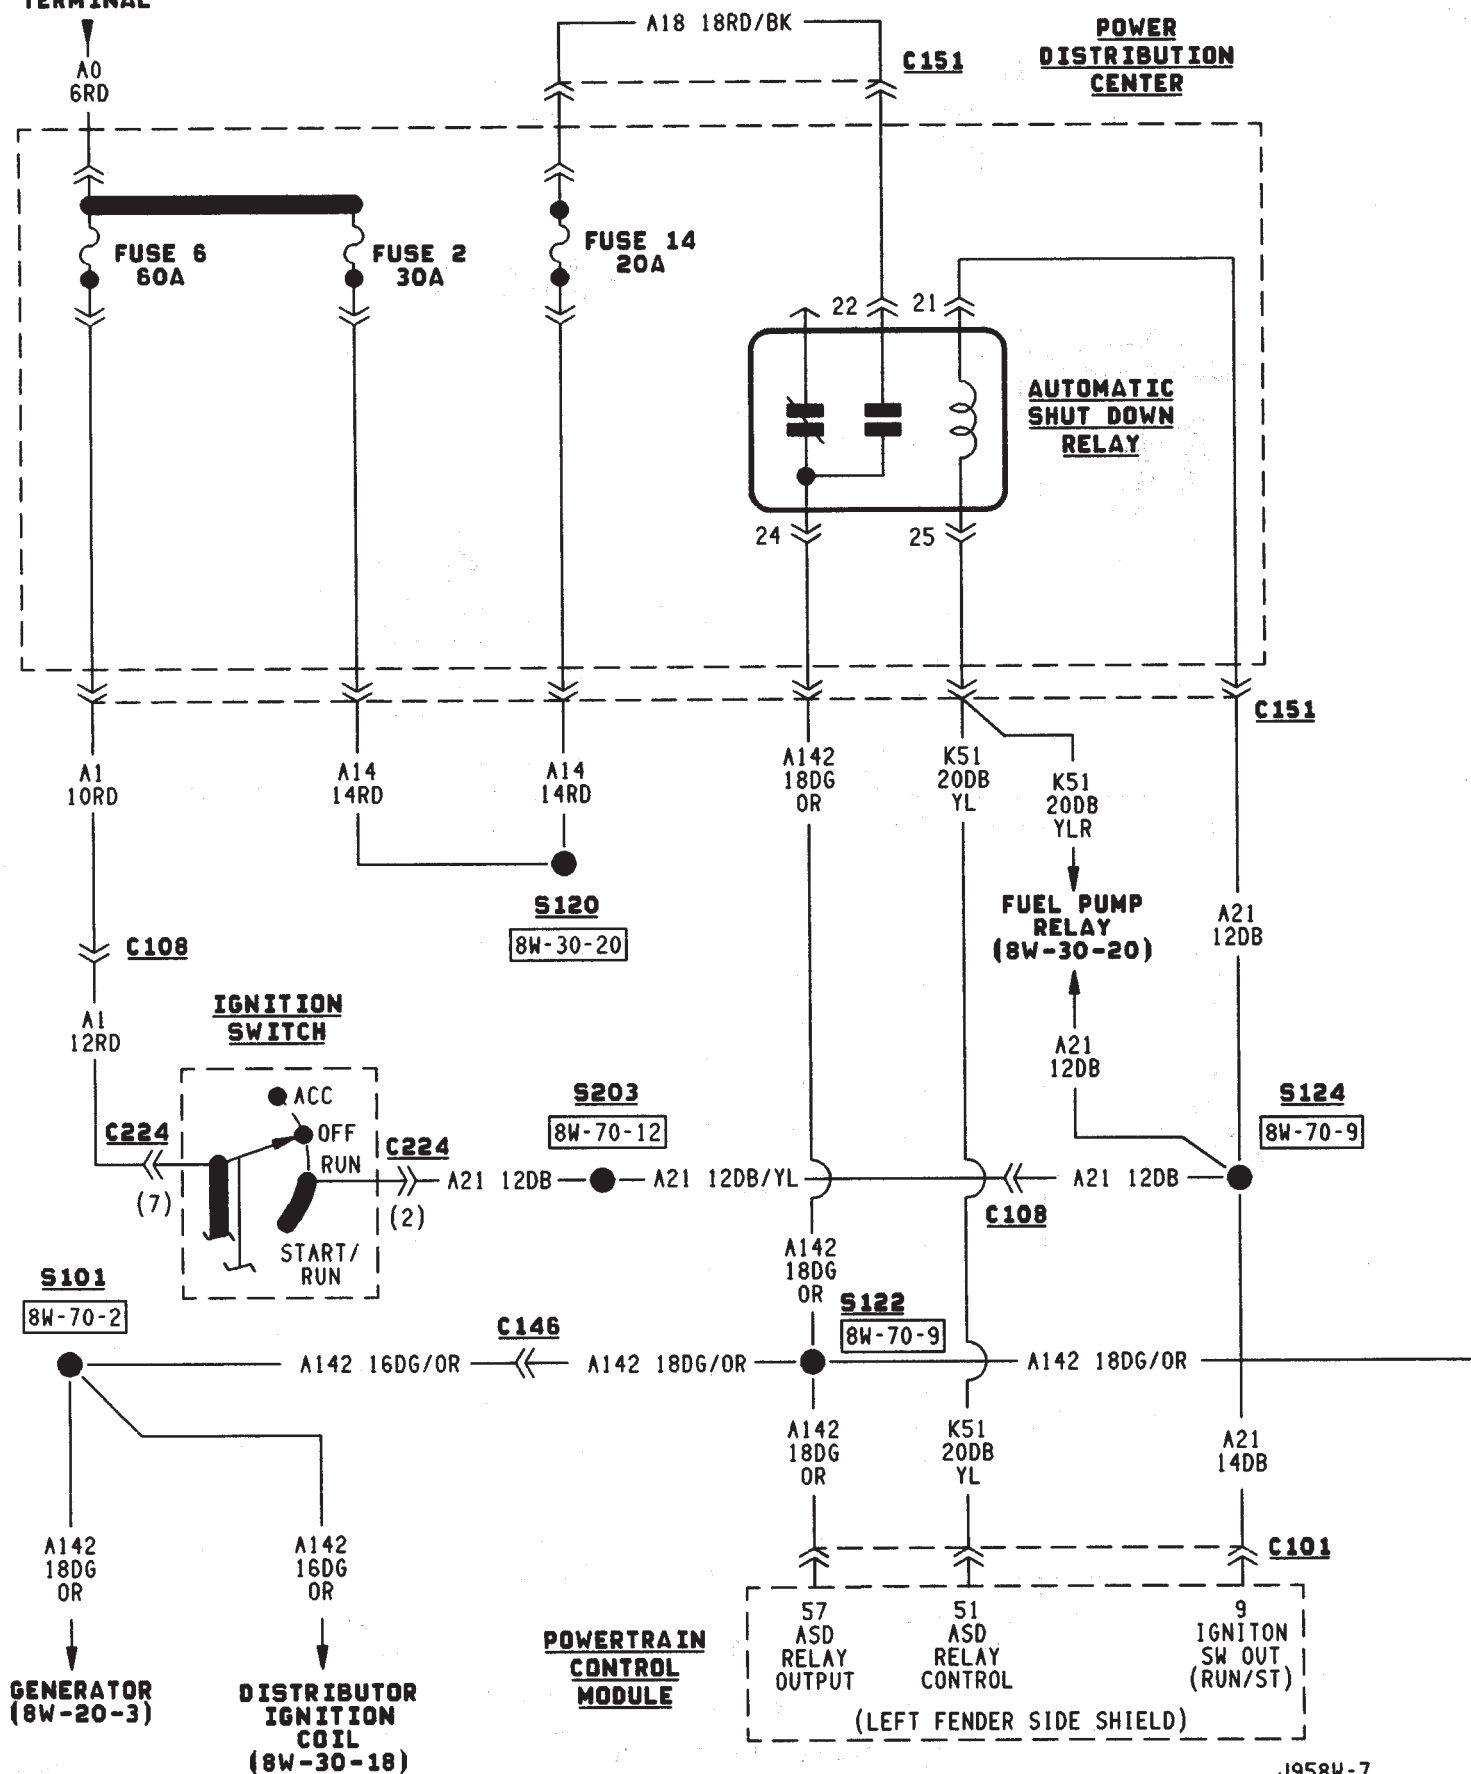 TERMINAL
A0
6RD
A18 18RD/BK
C151
POWER
DISTRIBUTION
CENTER
FUSE 6
60A
FUSE 2
30A
FUSE 14
20A
22
21
AUTOMATIC
SHUT DOWN
RELAY
24
25
C151
A1
10RD
A14
14RD
A14
14RD
A142
18DG
OR
K51
20DB
YL
K51
20DB
YLR
S120
8W-30-20
FUEL PUMP
RELAY
(8W-30-20)
A21
12DB
C108
A1
12RD
IGNITION
SWITCH
A21
12DB
ACC
OFF
RUN
START/
RUN
C224
(7)
C224
(2)
A21 12DB
S203
8W-70-12
A21 12DB/YL
C108
A21 12DB
S124
8W-70-9
S101
8W-70-2
A142
18DG
OR
S122
8W-70-9
C146
A142 16DG/OR
A142 18DG/OR
A142 18DG/OR
A142
18DG
OR
K51
20DB
YL
A21
14DB
A142
18DG
OR
A142
16DG
OR
C101
GENERATOR
(8W-20-3)
DISTRIBUTOR
IGNITION
COIL
(8W-30-18)
POWERTRAIN
CONTROL
MODULE
57
ASD
RELAY
OUTPUT
51
ASD
RELAY
CONTROL
9
IGNITON
SW OUT
(RUN/ST)
(LEFT FENDER SIDE SHIELD)
J958W-7